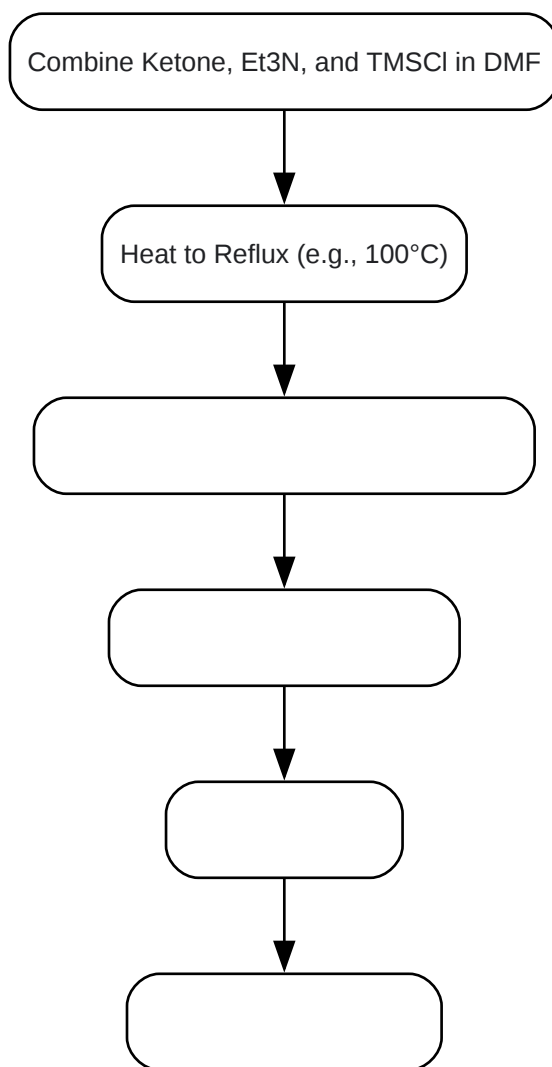 Combine Ketone, Et3N, and TMSCl in DMF
Heat to Reflux (e.g., 100°C)